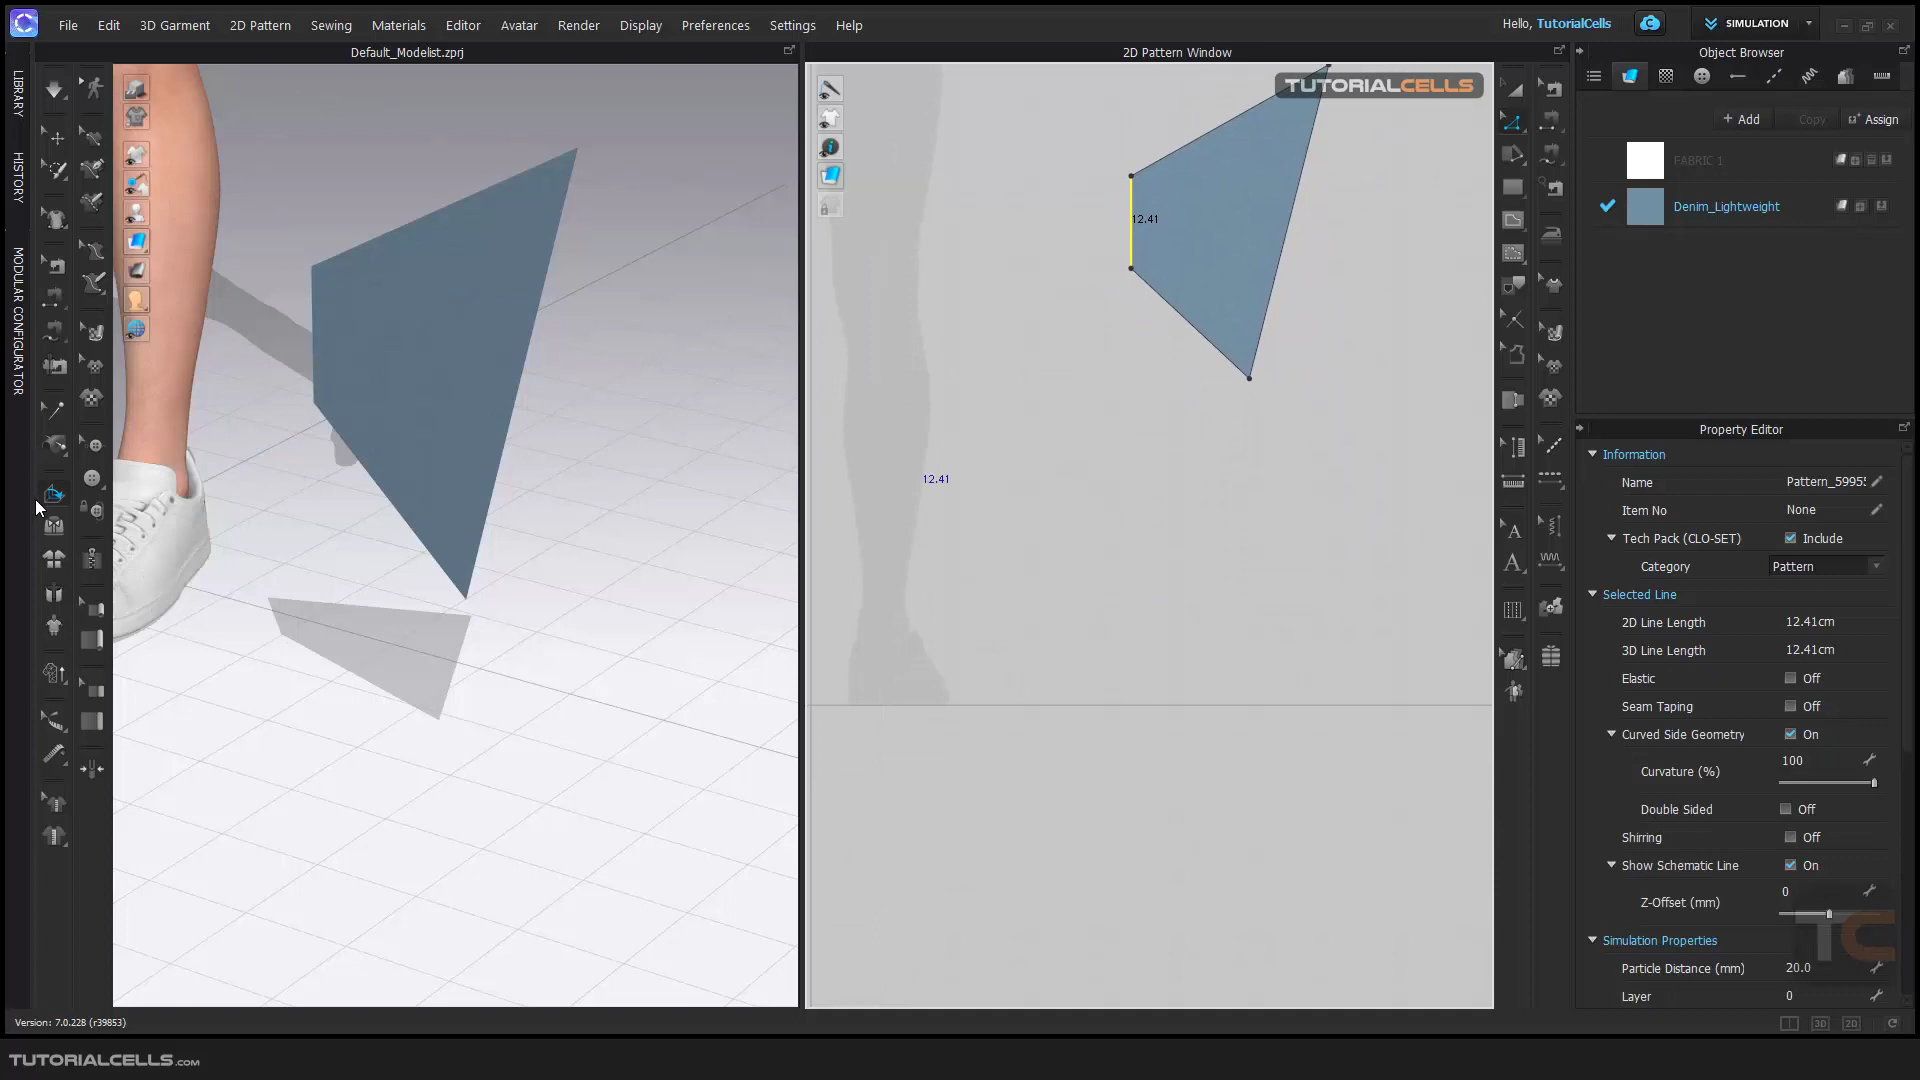 File Edit 3D Garment 2D Pattern Sewing Materials Editor Avatar Render Display Preferences Settings Help
Hello, TutorialCells
SIMULATION
Default_Modelist.zprj
2D Pattern Window
Object Browser
LIBRARY
HISTORY
MODULAR CONFIGURATOR
TUTORIALCELLS
12.41
12.41
+ Add
Copy
Assign
FABRIC 1
Denim_Lightweight
Property Editor
Information
Name Pattern_5995
Item No None
Tech Pack (CLO-SET) Include
Category Pattern
Selected Line
2D Line Length 12.41cm
3D Line Length 12.41cm
Elastic Off
Seam Taping Off
Curved Side Geometry On
Curvature (%) 100
Double Sided Off
Shirring Off
Show Schematic Line On
Z-Offset (mm) 0
Simulation Properties
Particle Distance (mm) 20.0
Layer 0
TC
3D 2D
Version: 7.0.228 (r39853)
TUTORIALCELLS.com